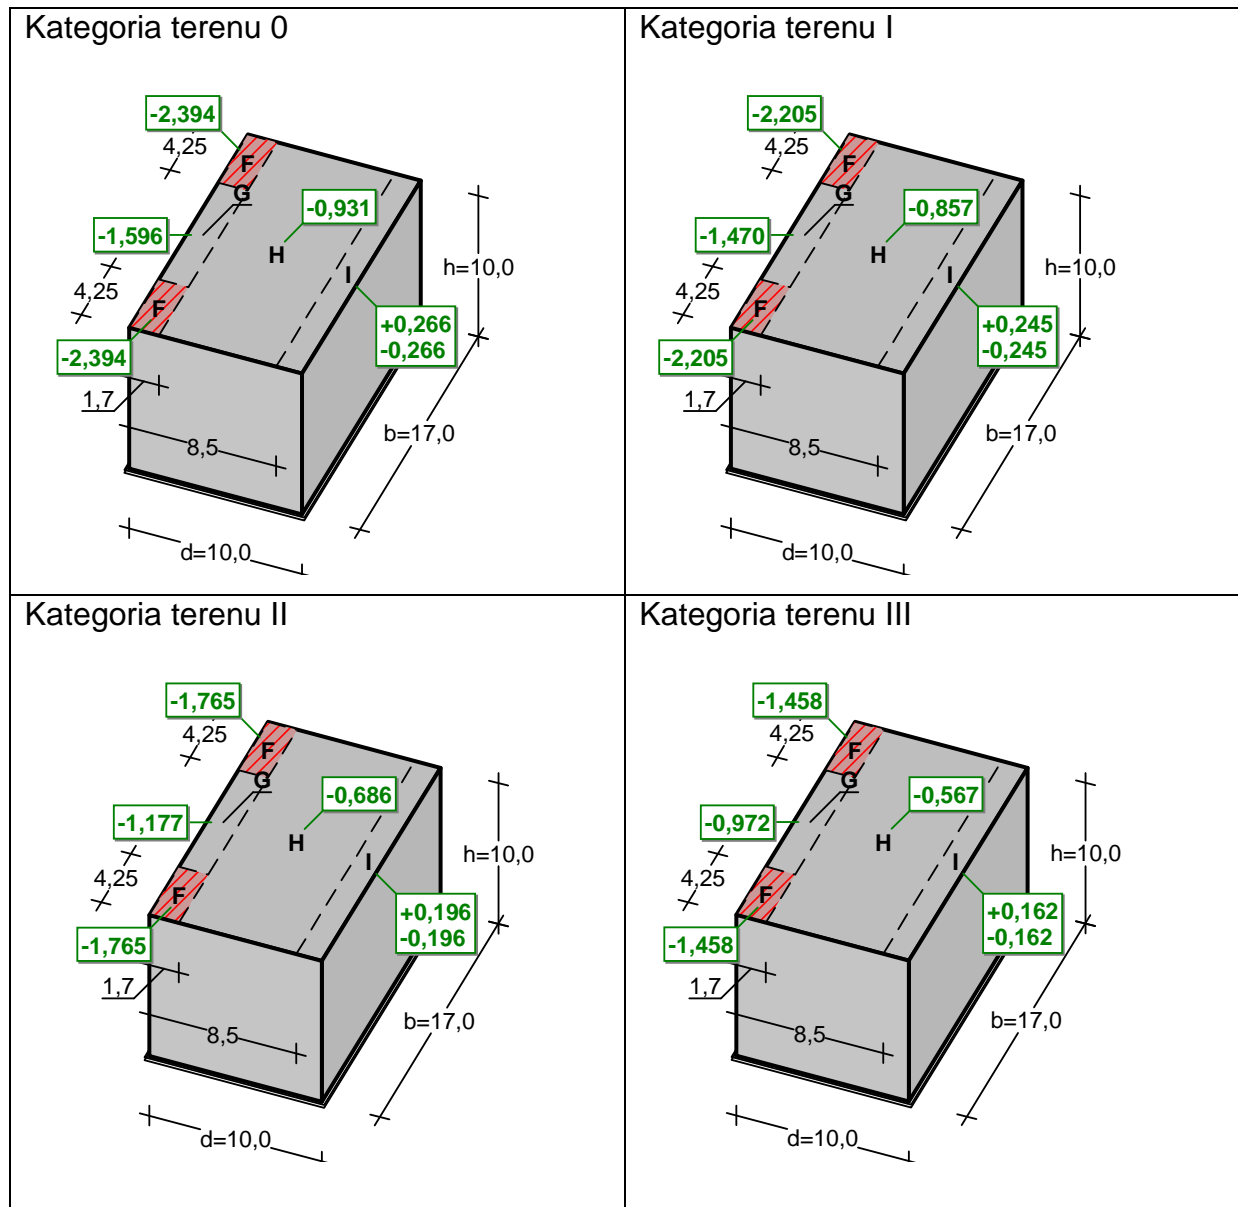 Kategoria terenu 0
-2,394
4,25
F
G
-0,931
-1,596
H
I
h=10,0
4,25
F
+0,266
-0,266
-2,394
1,7
8,5
b=17,0
d=10,0
Kategoria terenu I
-2,205
4,25
F
G
-0,857
-1,470
H
I
h=10,0
4,25
F
+0,245
-0,245
-2,205
1,7
8,5
b=17,0
d=10,0
Kategoria terenu II
-1,765
4,25
F
G
-0,686
-1,177
H
I
h=10,0
4,25
F
+0,196
-0,196
-1,765
1,7
8,5
b=17,0
d=10,0
Kategoria terenu III
-1,458
4,25
F
G
-0,567
-0,972
H
I
h=10,0
4,25
F
+0,162
-0,162
-1,458
1,7
8,5
b=17,0
d=10,0